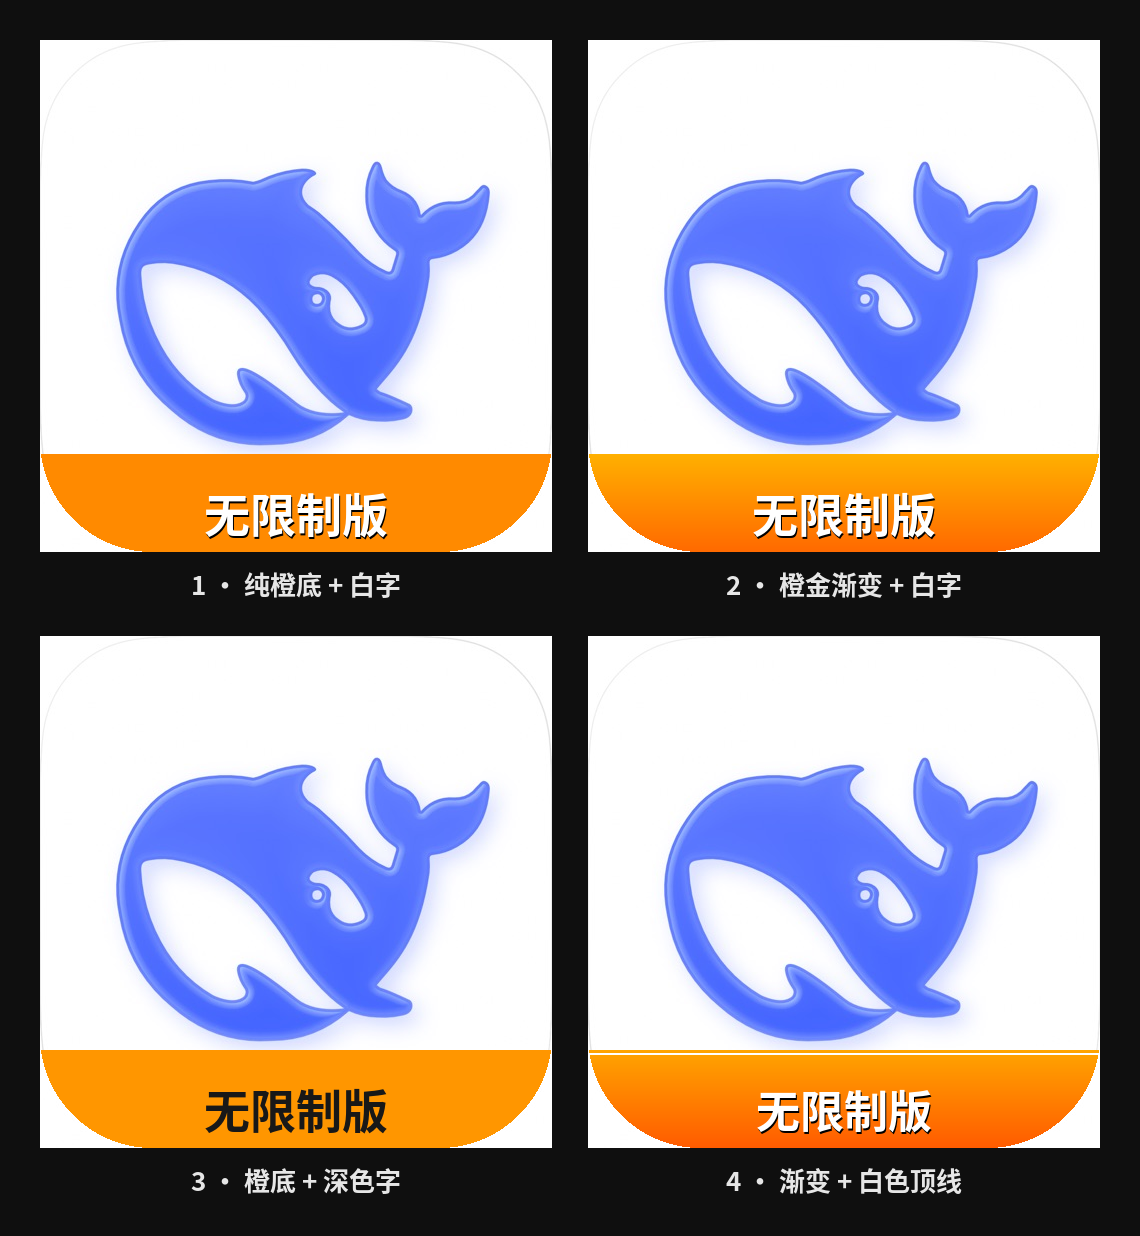 无限制版
无限制版
1 · 纯橙底 + 白字
2 · 橙金渐变 + 白字
无限制版
无限制版
3 · 橙底 + 深色字
4 · 渐变 + 白色顶线